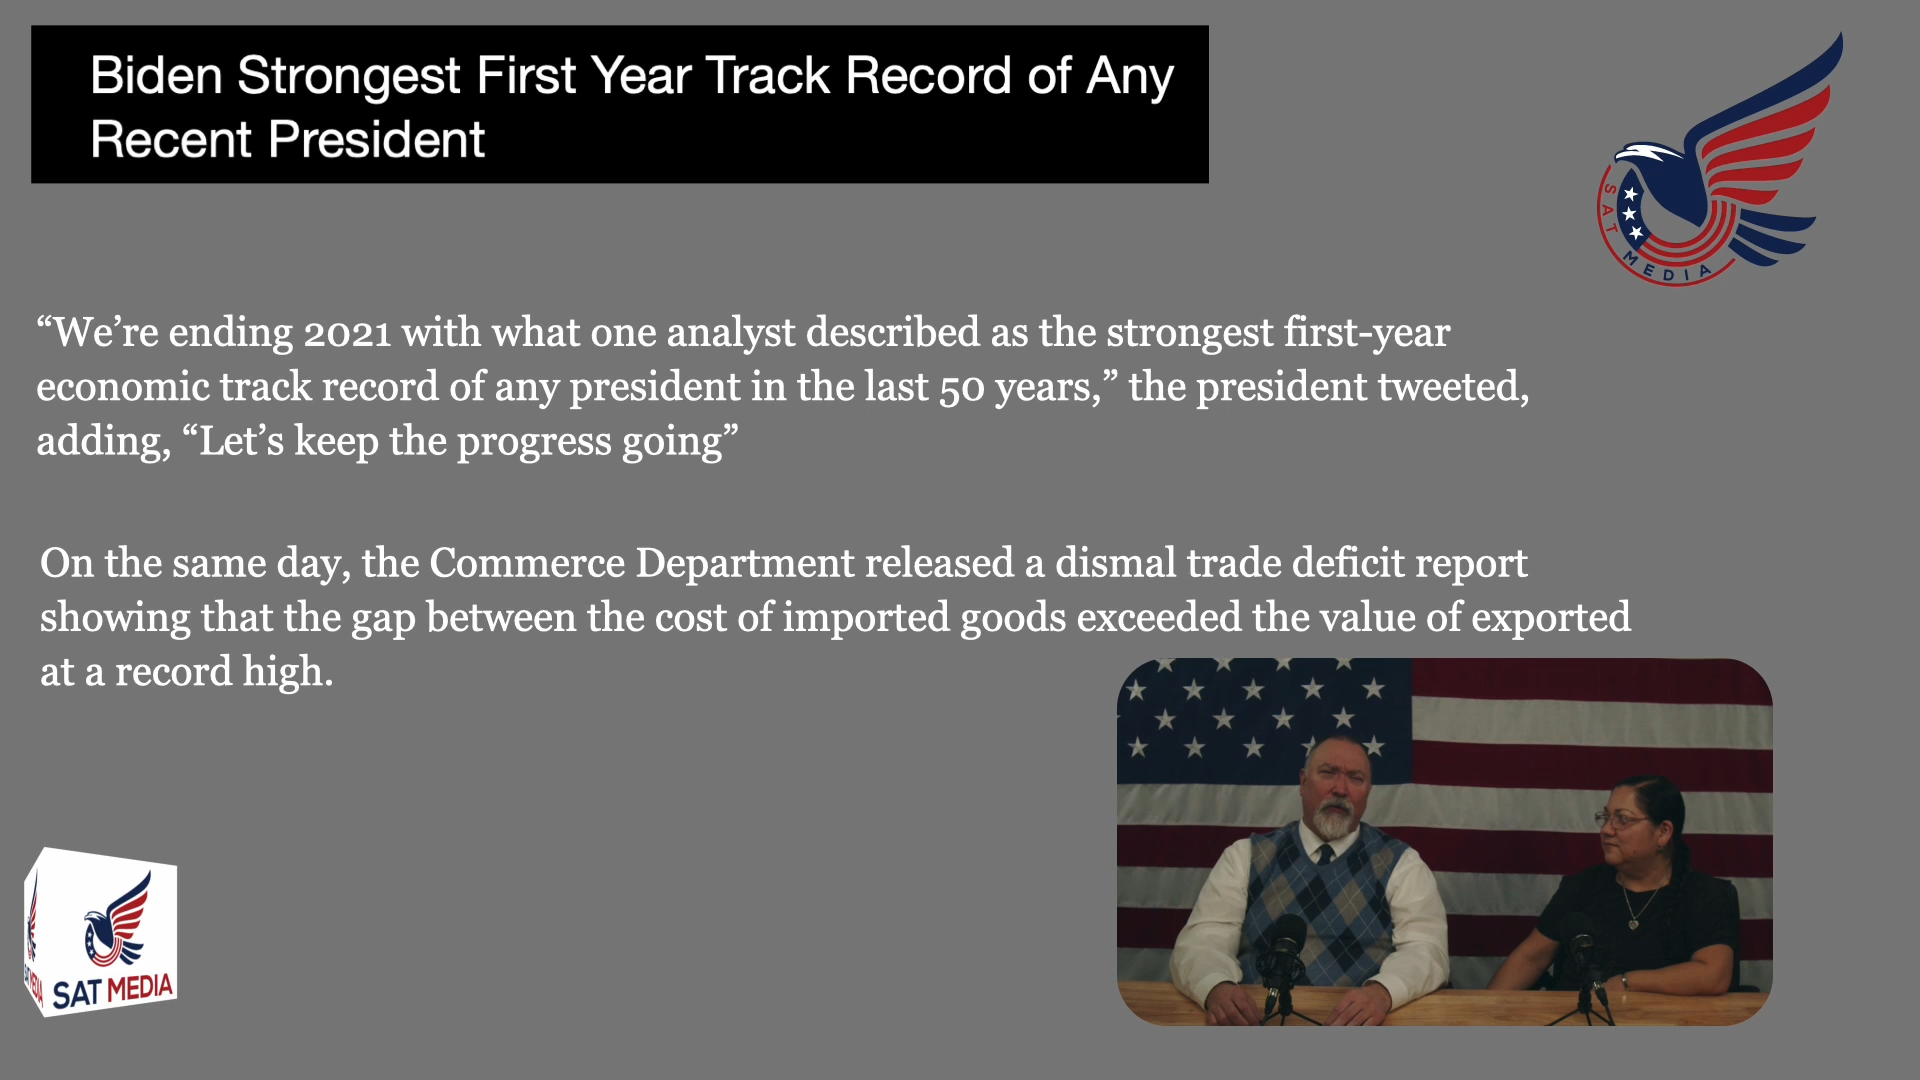 Biden Strongest First Year Track Record of Any
Recent President
SAT MEDIA
“We’re ending 2021 with what one analyst described as the strongest first-year
economic track record of any president in the last 50 years,” the president tweeted,
adding, “Let’s keep the progress going”
On the same day, the Commerce Department released a dismal trade deficit report
showing that the gap between the cost of imported goods exceeded the value of exported
at a record high.
SAT MEDIA